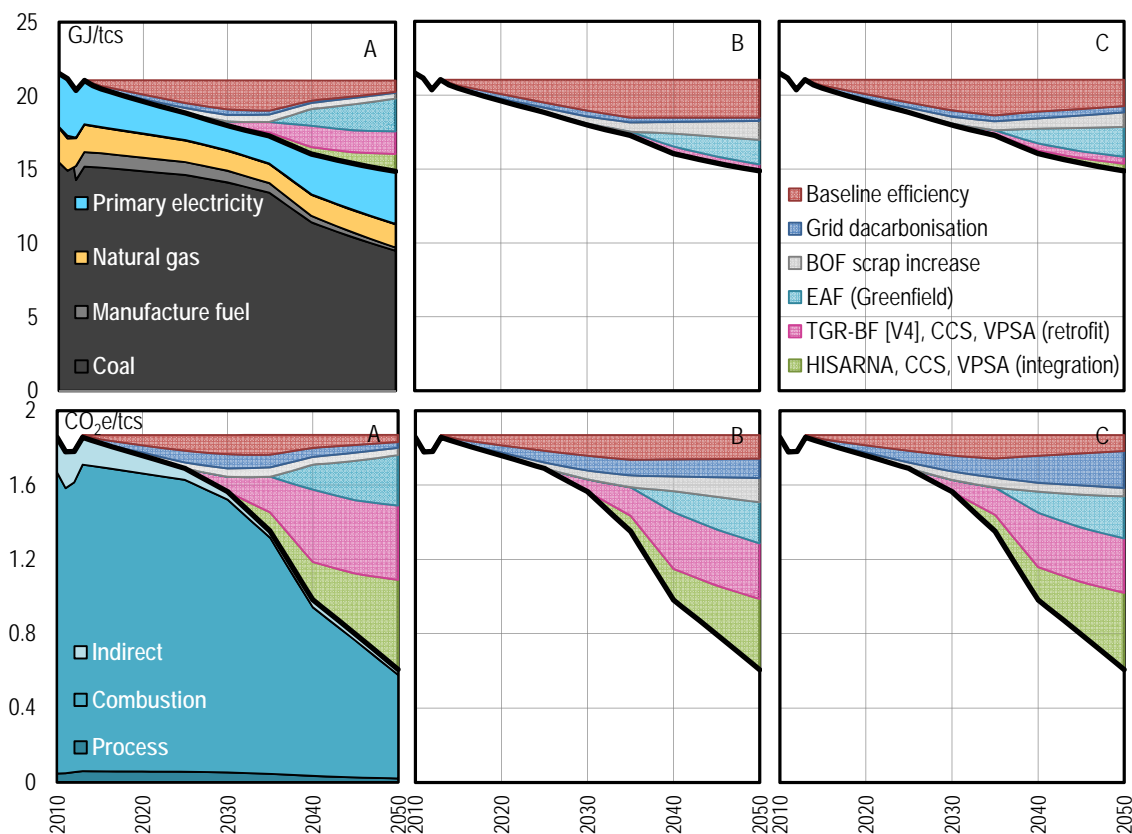 25
GJ/tcs
A
B
C
20
15
10
5
0
Primary electricity
Natural gas
Manufacture fuel
Coal
Baseline efficiency
Grid dacarbonisation
BOF scrap increase
EAF (Greenfield)
TGR-BF [V4], CCS, VPSA (retrofit)
HISARNA, CCS, VPSA (integration)
2
CO2e/tcs
A
B
C
1.6
1.2
0.8
0.4
0
Indirect
Combustion
Process
2010
2020
2030
2040
2050
2010
2020
2030
2040
2050
2010
2020
2030
2040
2050